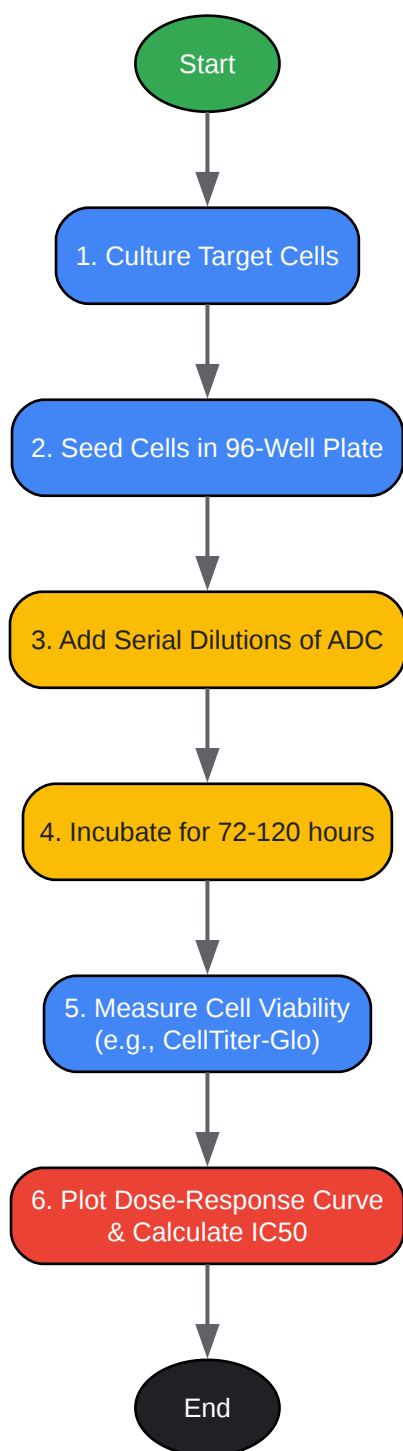 Start
1. Culture Target Cells
2. Seed Cells in 96-Well Plate
3. Add Serial Dilutions of ADC
4. Incubate for 72-120 hours
5. Measure Cell Viability
(e.g., CellTiter-Glo)
6. Plot Dose-Response Curve
& Calculate IC50
End